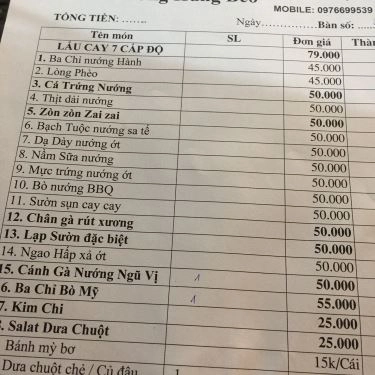 MOBILE: 0976699539
TỔNG TIỀN: ....... Ngày............Bàn số: .....
Tên món SL Đơn giá Thàn
LẨU CAY 7 CẤP ĐỘ 79.000
1. Ba Chỉ nướng Hành 45.000
2. Lòng Phèo 45.000
3. Cá Trứng Nướng 50.000
4. Thịt dải nướng 50.000
5. Zòn zòn Zai zai 50.000
6. Bạch Tuộc nướng sa tế 50.000
7. Dạ Dày nướng ớt 50.000
8. Nầm Sữa nướng 50.000
9. Mực trứng nướng ớt 50.000
10. Bò nướng BBQ 50.000
11. Sườn sụn cay cay 50.000
12. Chân gà rút xương 50.000
13. Lạp Sườn đặc biệt 50.000
14. Ngao Hấp xả ớt 50.000
15. Cánh Gà Nướng Ngũ Vị 1 50.000
6. Ba Chỉ Bò Mỹ 1 55.000
7. Kim Chi 25.000
. Salat Dưa Chuột 25.000
Bánh mỳ bơ 15k/Cái
Dưa chuột chẻ / Củ đậu 1